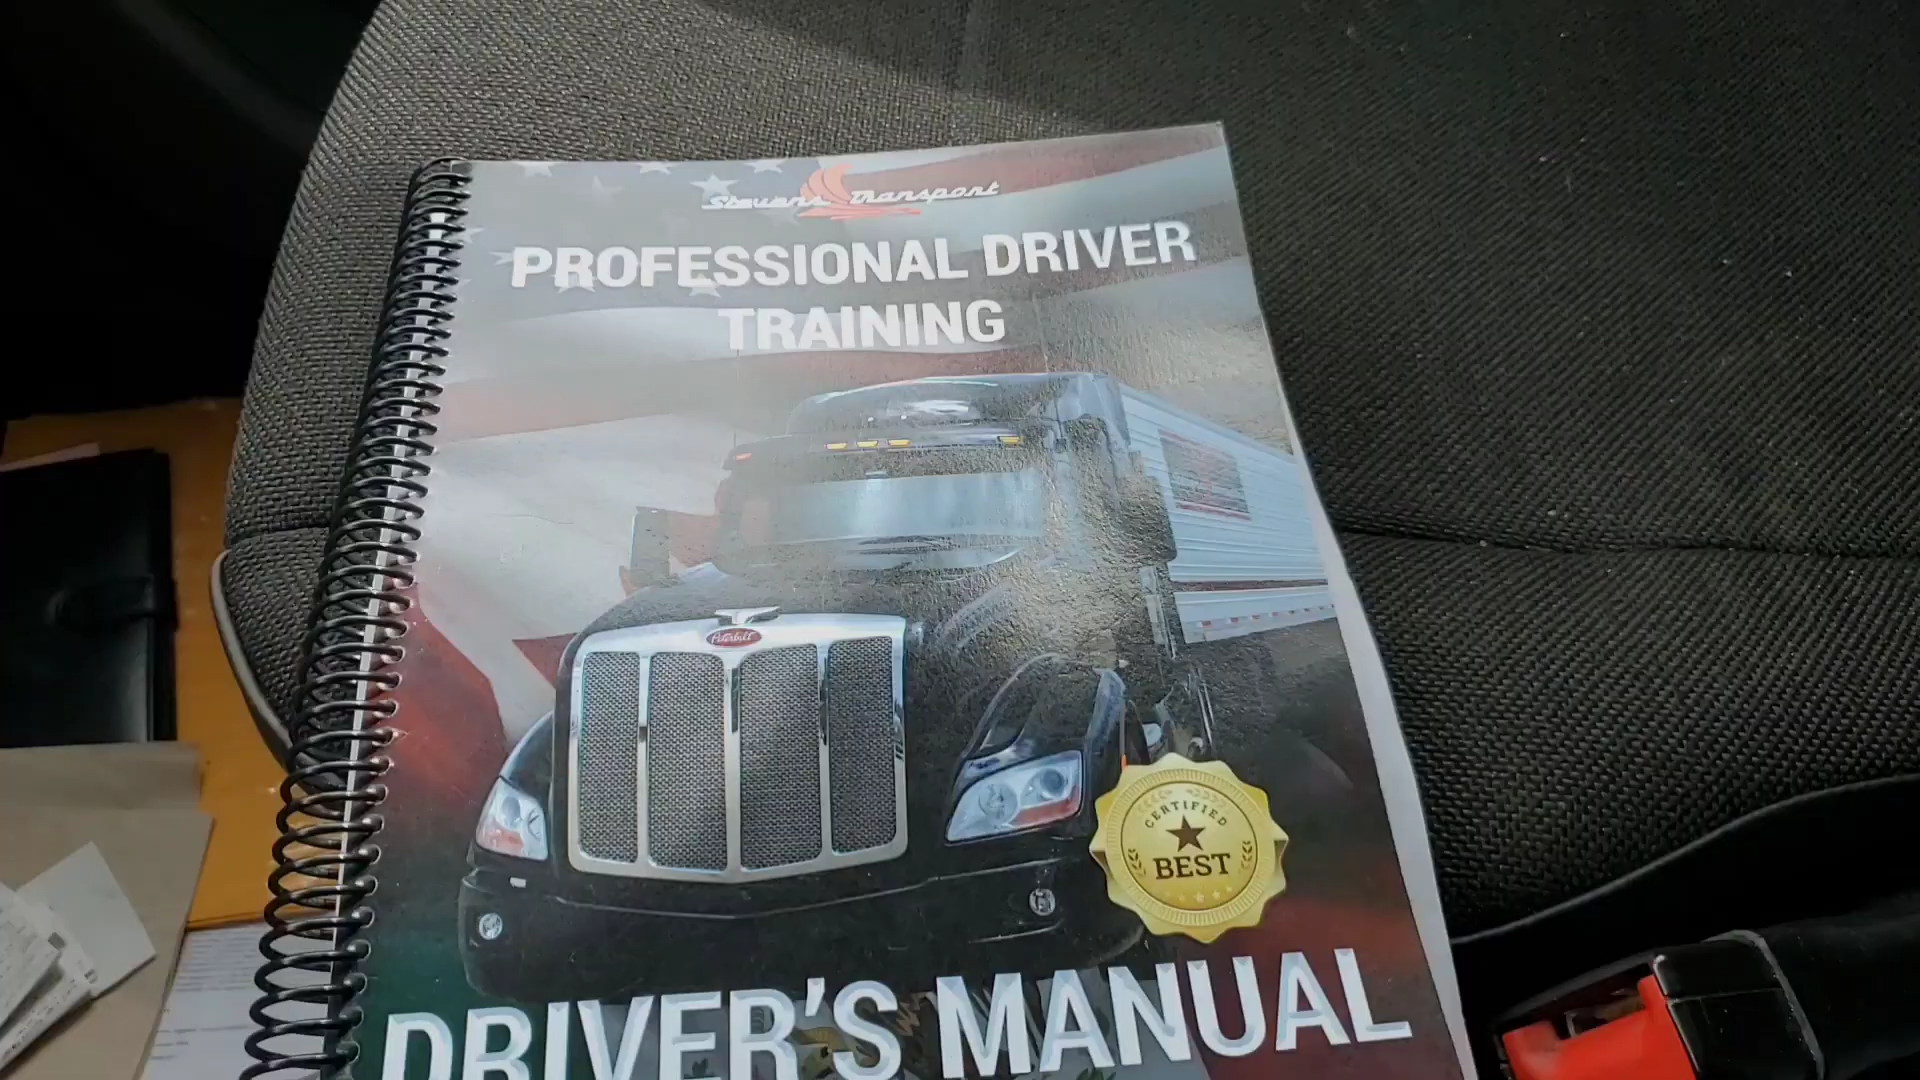 Stevens Transport
PROFESSIONAL DRIVER
TRAINING
Peterbilt
CERTIFIED
BEST
DRIVER'S MANUAL